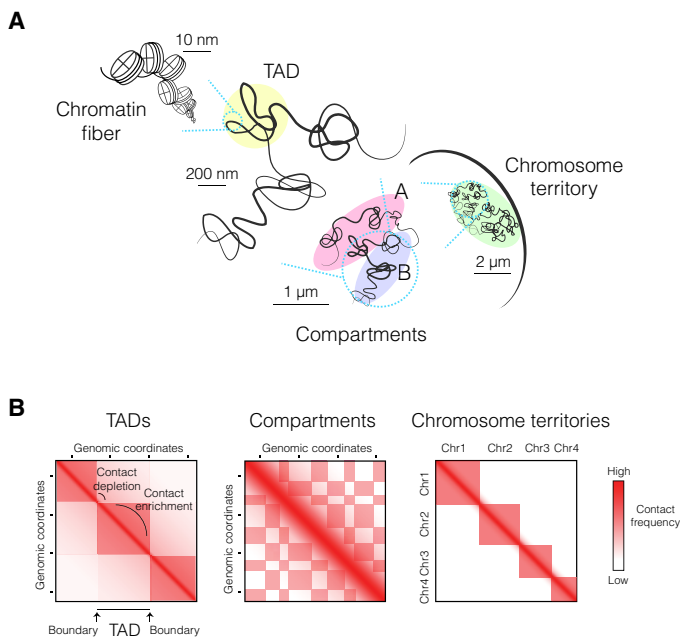 A
10 nm
TAD
Chromatin
fiber
200 nm
Chromosome
territory
A
B
2 µm
1 µm
Compartments
B
TADs
Compartments
Chromosome territories
Genomic coordinates
Genomic coordinates
Chr1 Chr2 Chr3 Chr4
High
Contact
frequency
Low
Genomic coordinates
Contact
depletion
Contact
enrichment
Genomic coordinates
Chr1
Chr2
Chr3
Chr4
Boundary TAD Boundary